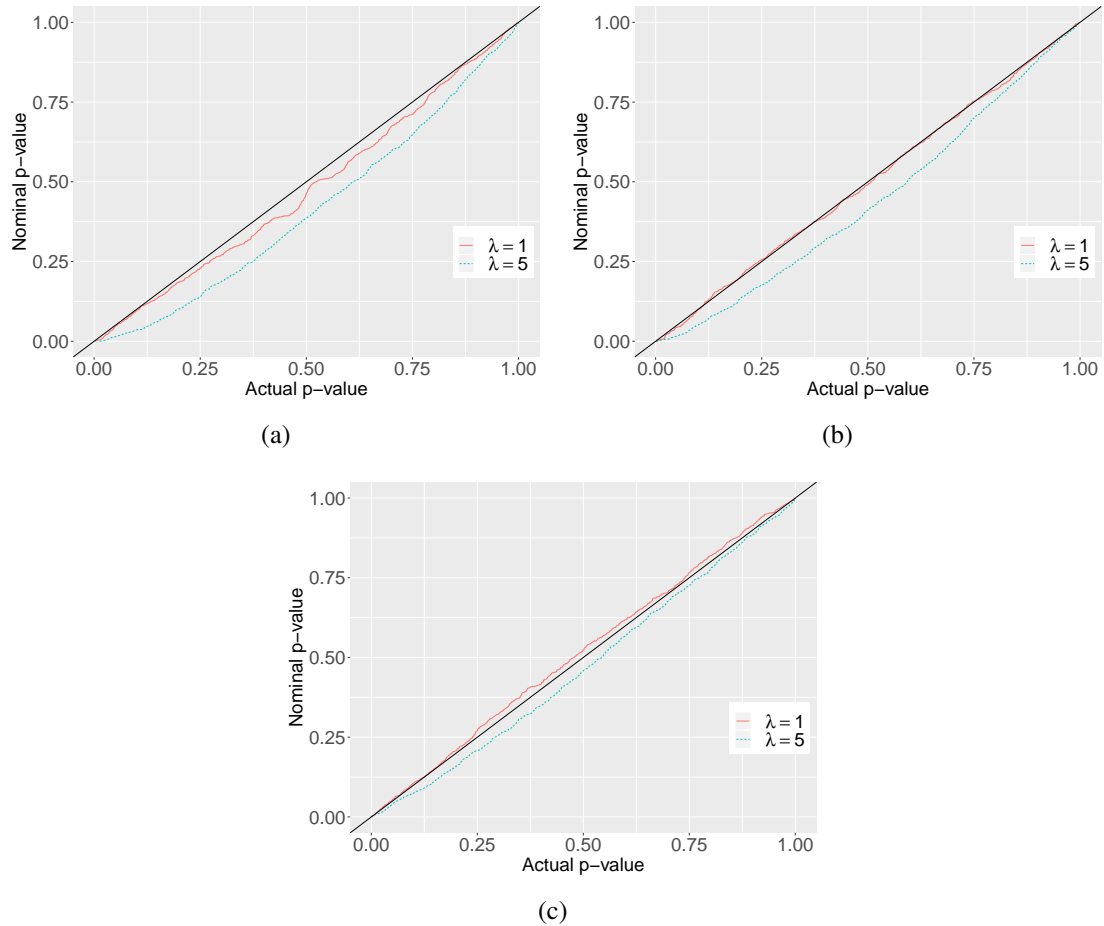 1.00
0.75
0.50
0.25
0.00
Nominal p−value
λ = 1
λ = 5
0.00 0.25 0.50 0.75 1.00
Actual p−value
(a)
1.00
0.75
0.50
0.25
0.00
Nominal p−value
λ = 1
λ = 5
0.00 0.25 0.50 0.75 1.00
Actual p−value
(b)
1.00
0.75
0.50
0.25
0.00
Nominal p−value
λ = 1
λ = 5
0.00 0.25 0.50 0.75 1.00
Actual p−value
(c)